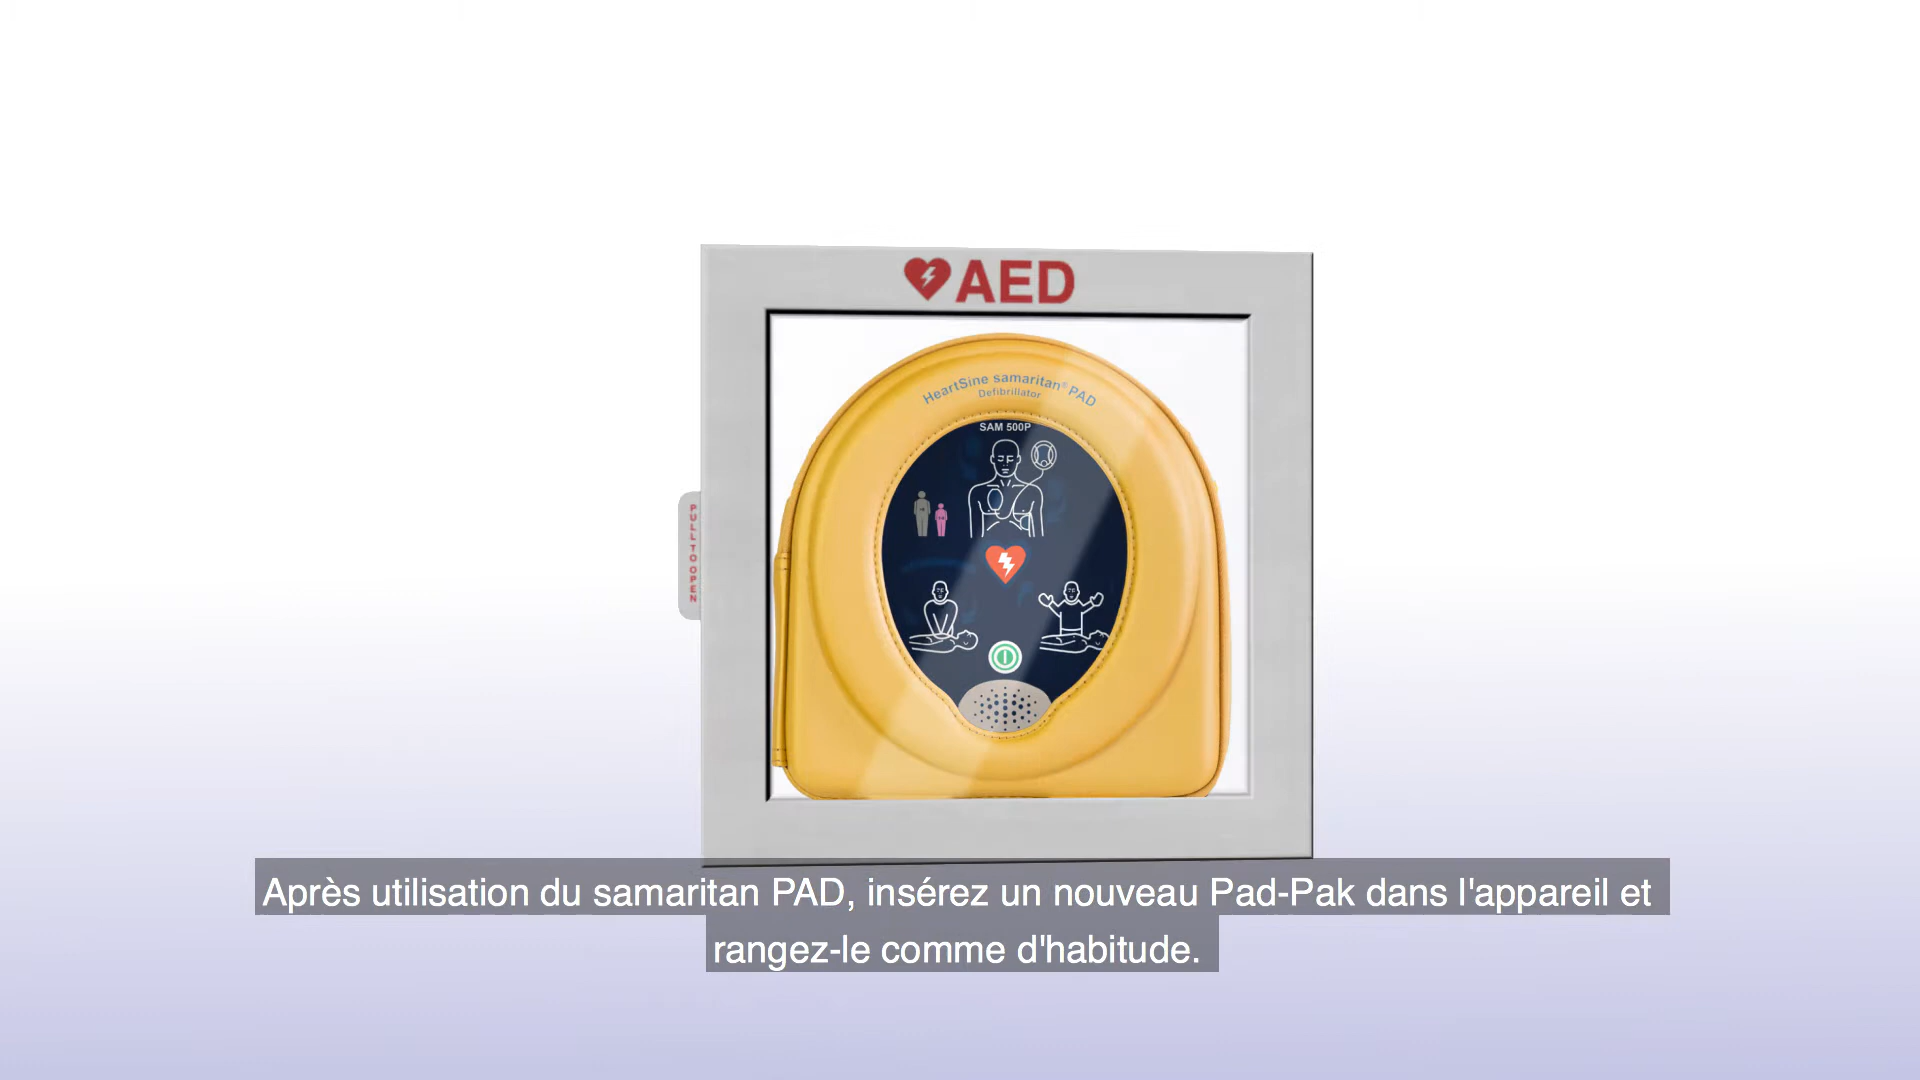 AED
HeartSine samaritan® PAD
Defibrillator
SAM 500P
PULL TO OPEN
Après utilisation du samaritan PAD, insérez un nouveau Pad-Pak dans l'appareil et
rangez-le comme d'habitude.